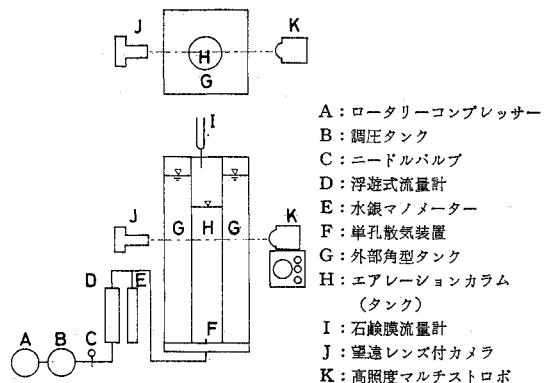 J
K
H
G
I
J
G
H
G
K
D
E
F
A
B
C
A：ロータリーコンプレッサー
B：調圧タンク
C：ニードルバルブ
D：浮遊式流量計
E：水銀マノメーター
F：単孔散気装置
G：外部角型タンク
H：エアレーションカラム
（タンク）
I：石鹸膜流量計
J：望遠レンズ付カメラ
K：高照度マルチストロボ